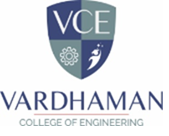 VCE
VARDHAMAN
COLLEGE OF ENGINEERING